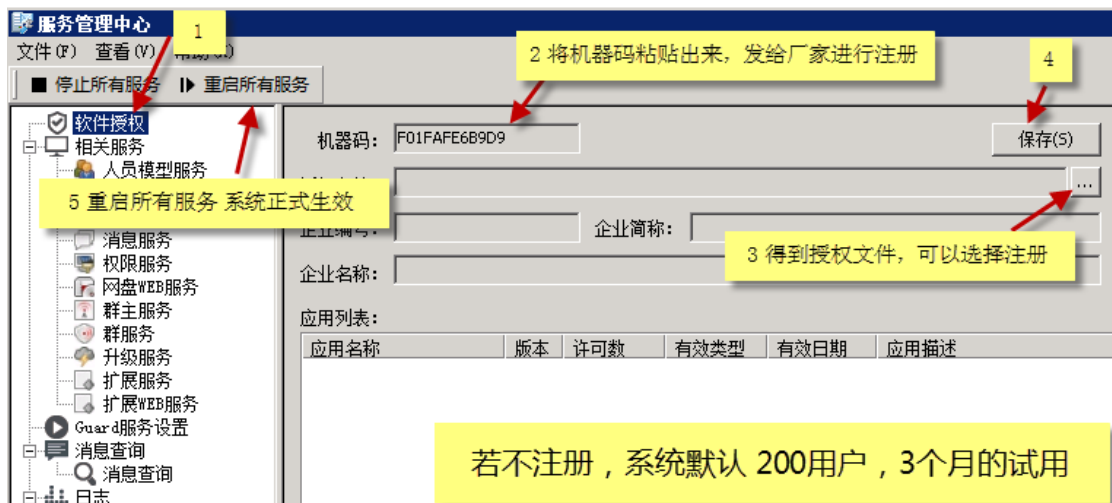 服务管理中心
1
文件(F) 查看(V)
停止所有服务 重启所有服务
2 将机器码粘贴出来，发给厂家进行注册
4
软件授权
机器码： F01FAFE6B9D9
保存(S)
相关服务
人员模型服务
...
5 重启所有服务 系统正式生效
企业编号：
企业简称：
消息服务
3 得到授权文件，可以选择注册
权限服务
企业名称：
网盘WEB服务
群主服务
应用列表：
群服务
应用名称 版本 许可数 有效类型 有效日期 应用描述
升级服务
扩展服务
扩展WEB服务
Guard服务设置
消息查询
若不注册，系统默认 200用户，3个月的试用
消息查询
日志